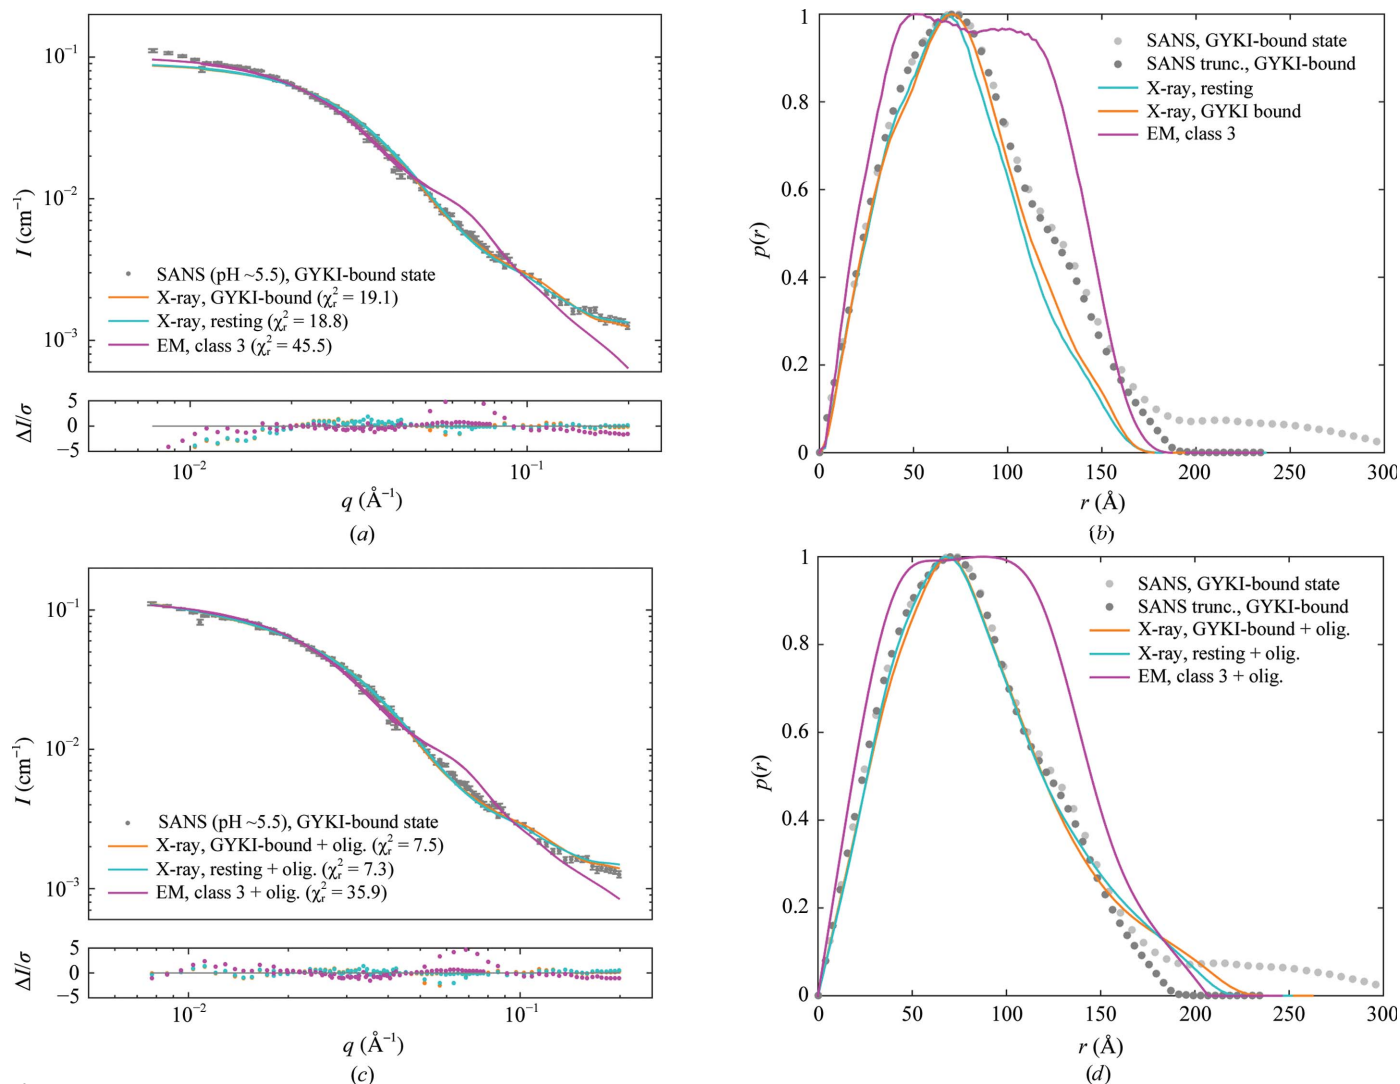 10⁻¹
10⁻²
10⁻³
I (cm⁻¹)
SANS (pH ~5.5), GYKI-bound state
X-ray, GYKI-bound (χᵣ² = 19.1)
X-ray, resting (χᵣ² = 18.8)
EM, class 3 (χᵣ² = 45.5)
5
0
−5
ΔI/σ
10⁻² 10⁻¹
q (Å⁻¹)
(a)
1
0.8
0.6
0.4
0.2
0
p(r)
SANS, GYKI-bound state
SANS trunc., GYKI-bound
X-ray, resting
X-ray, GYKI bound
EM, class 3
0 50 100 150 200 250 300
r (Å)
(b)
10⁻¹
10⁻²
10⁻³
I (cm⁻¹)
SANS (pH ~5.5), GYKI-bound state
X-ray, GYKI-bound + olig. (χᵣ² = 7.5)
X-ray, resting + olig. (χᵣ² = 7.3)
EM, class 3 + olig. (χᵣ² = 35.9)
5
0
−5
ΔI/σ
10⁻² 10⁻¹
q (Å⁻¹)
(c)
1
0.8
0.6
0.4
0.2
0
p(r)
SANS, GYKI-bound state
SANS trunc., GYKI-bound
X-ray, GYKI-bound + olig.
X-ray, resting + olig.
EM, class 3 + olig.
0 50 100 150 200 250 300
r (Å)
(d)